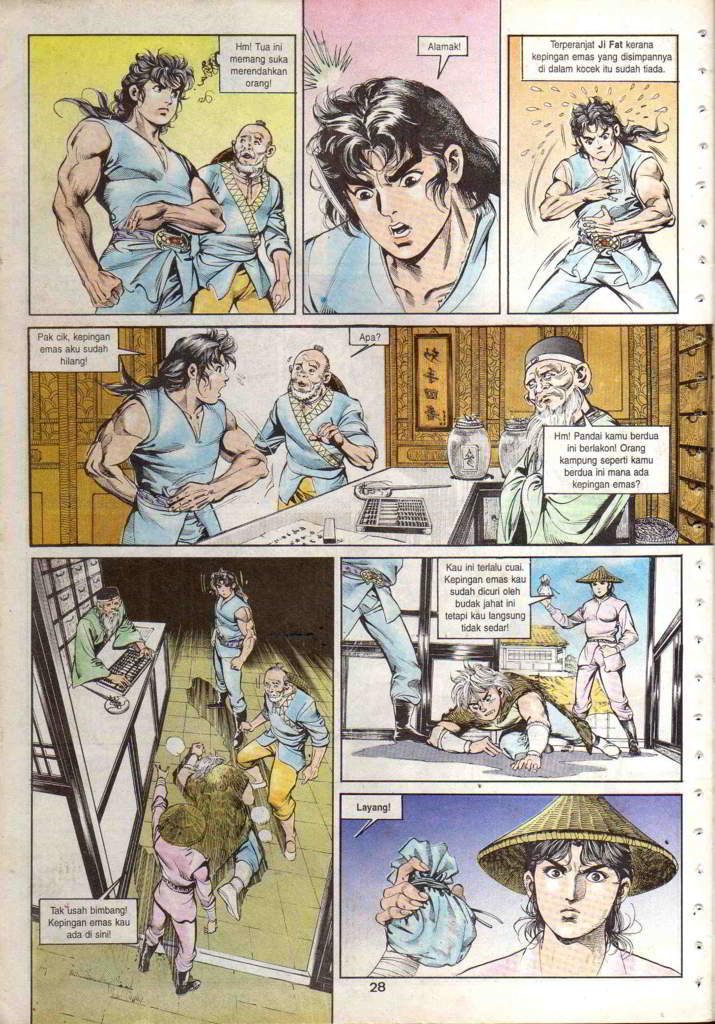 Hm! Tua ini
memang suka
merendahkan
orang!
Alamak!
Terperanjat Ji Fat kerana
kepingan emas yang disimpannya
di dalam kocek itu sudah tiada.
Pak cik, kepingan
emas aku sudah
hilang!
Apa?
Hm! Pandai kamu berdua
ini berlakon! Orang
kampung seperti kamu
berdua ini mana ada
kepingan emas?
Tak usah bimbang!
Kepingan emas kau
ada di sini!
Kau ini terlalu cuai.
Kepingan emas kau
sudah dicuri oleh
budak jahat ini
tetapi kau langsung
tidak sedar!
Layang!
28